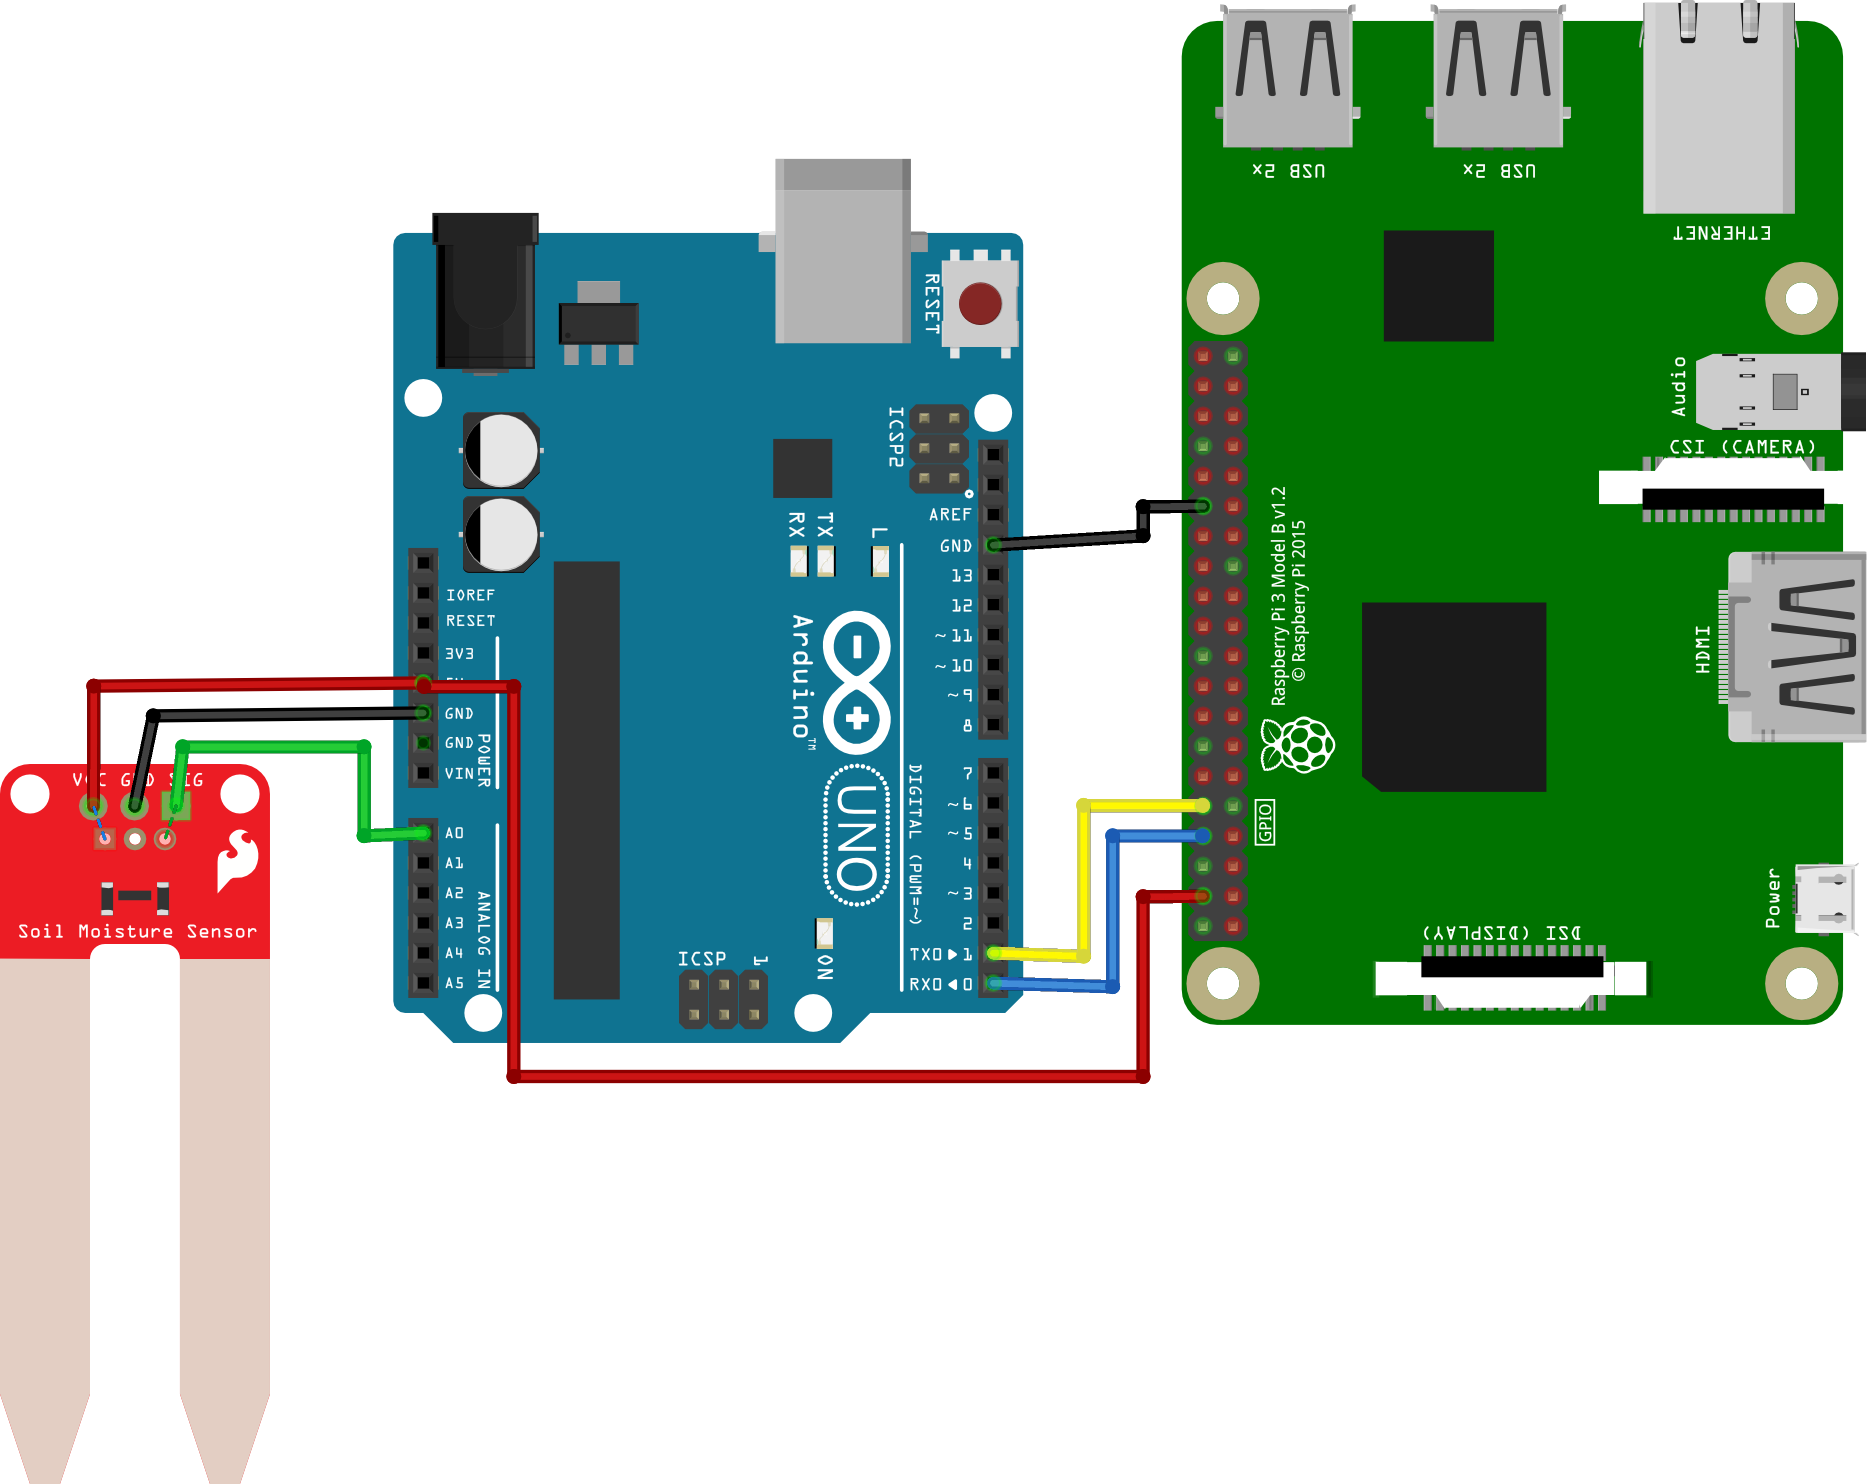 VCC GND SIG
Soil Moisture Sensor
IOREF
RESET
3V3
GND
GND
VIN
POWER
A0
A1
A2
A3
A4
A5
ANALOG IN
RESET
ICSP2
AREF
GND
13
12
~11
~10
~9
8
7
~6
~5
4
~3
2
TX0▶1
RX0◀0
DIGITAL (PWM=~)
RX
TX
L
Arduino™
UNO
ON
ICSP
1
USB 2x
USB 2x
ETHERNET
Audio
CSI (CAMERA)
HDMI
Raspberry Pi 3 Model B v1.2
© Raspberry Pi 2015
GPIO
Power
DSI (DISPLAY)